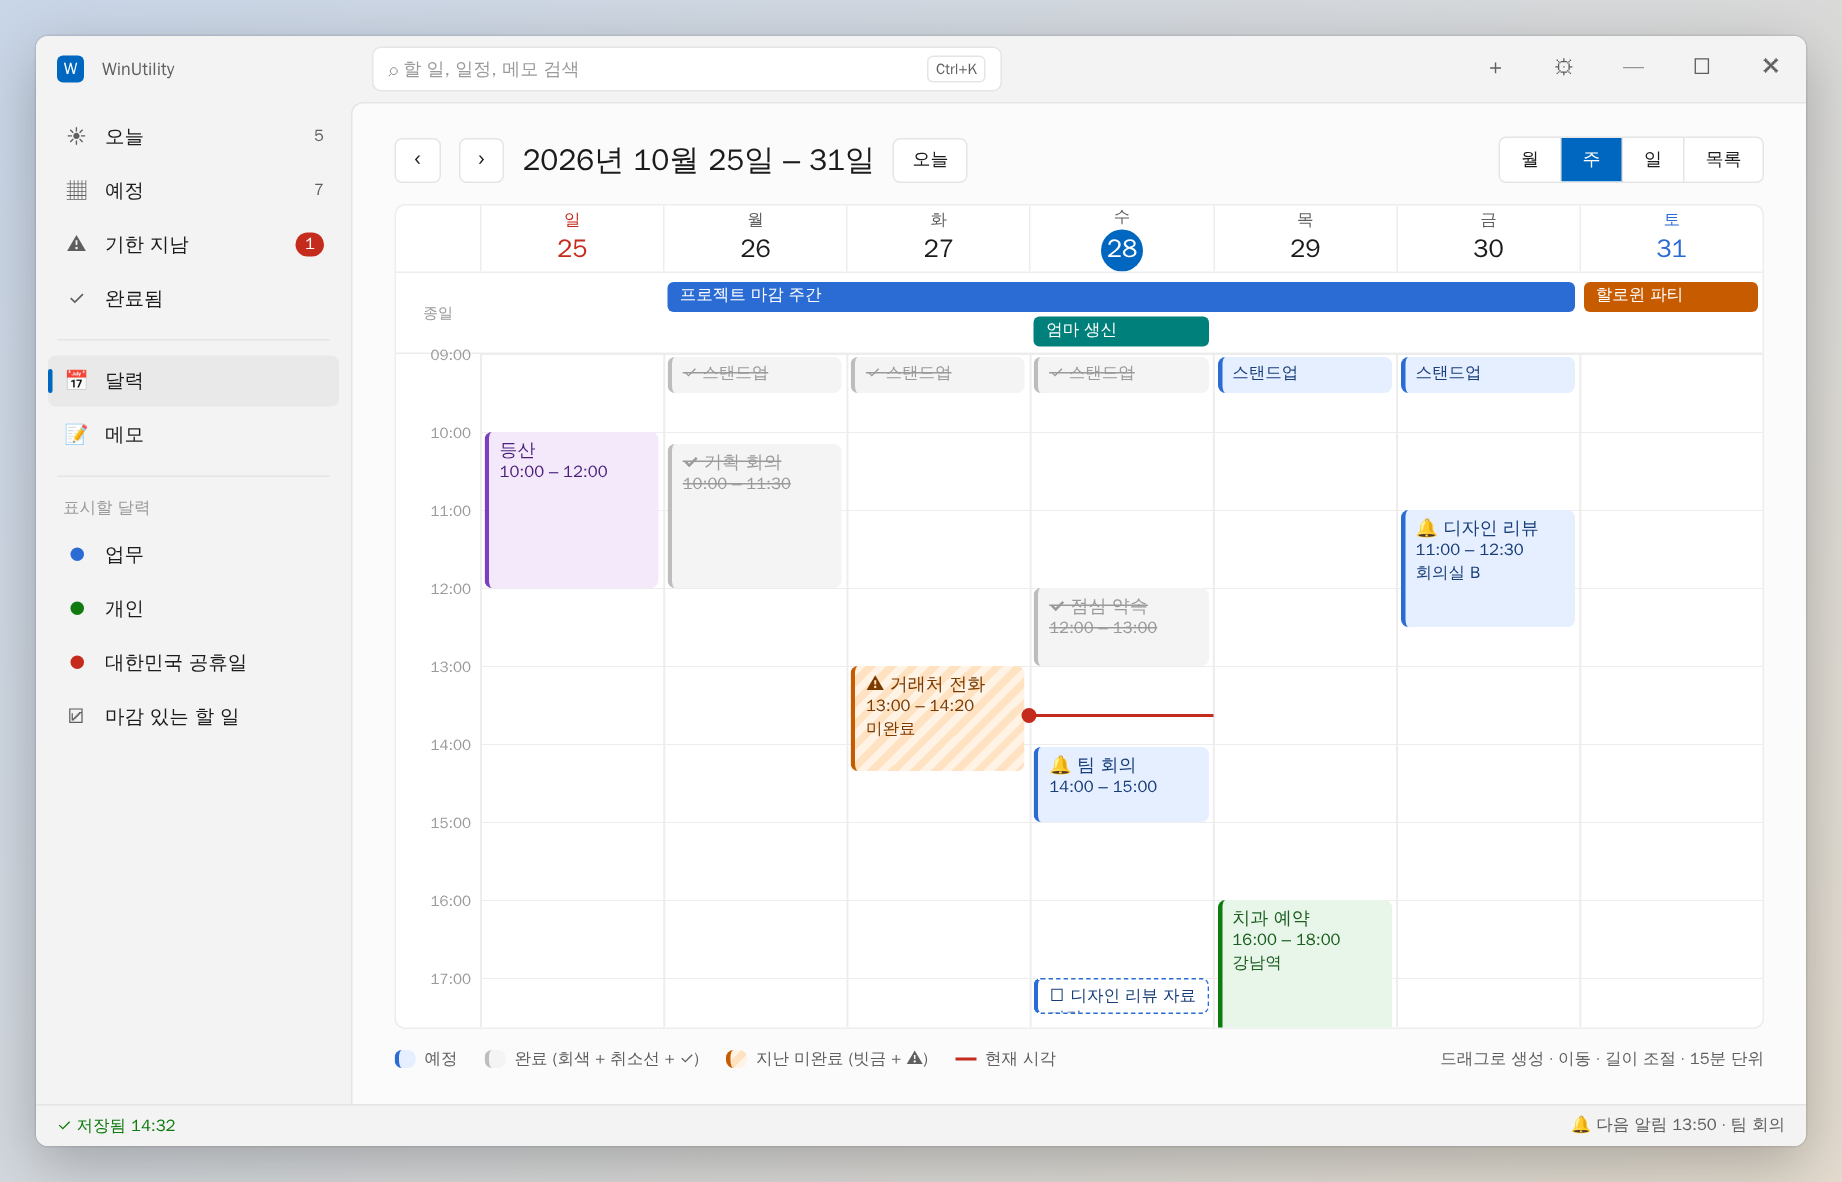 W WinUtility
할 일, 일정, 메모 검색 Ctrl+K
오늘 5
예정 7
기한 지남 1
완료됨
달력
메모
표시할 달력
업무
개인
대한민국 공휴일
마감 있는 할 일
2026년 10월 25일 – 31일 오늘
월 주 일 목록
일 월 화 수 목 금 토
25 26 27 28 29 30 31
종일
프로젝트 마감 주간
할로윈 파티
엄마 생신
09:00
✓ 스탠드업
✓ 스탠드업
✓ 스탠드업
스탠드업
스탠드업
10:00
등산
10:00 – 12:00
✓ 기획 회의
10:00 – 11:30
11:00
🔔 디자인 리뷰
11:00 – 12:30
회의실 B
12:00
✓ 점심 약속
12:00 – 13:00
13:00
⚠ 거래처 전화
13:00 – 14:20
미완료
14:00
🔔 팀 회의
14:00 – 15:00
15:00
16:00
치과 예약
16:00 – 18:00
강남역
17:00
☐ 디자인 리뷰 자료
예정
완료 (회색 + 취소선 + ✓)
지난 미완료 (빗금 + ⚠)
현재 시각
드래그로 생성 · 이동 · 길이 조절 · 15분 단위
✓ 저장됨 14:32
🔔 다음 알림 13:50 · 팀 회의